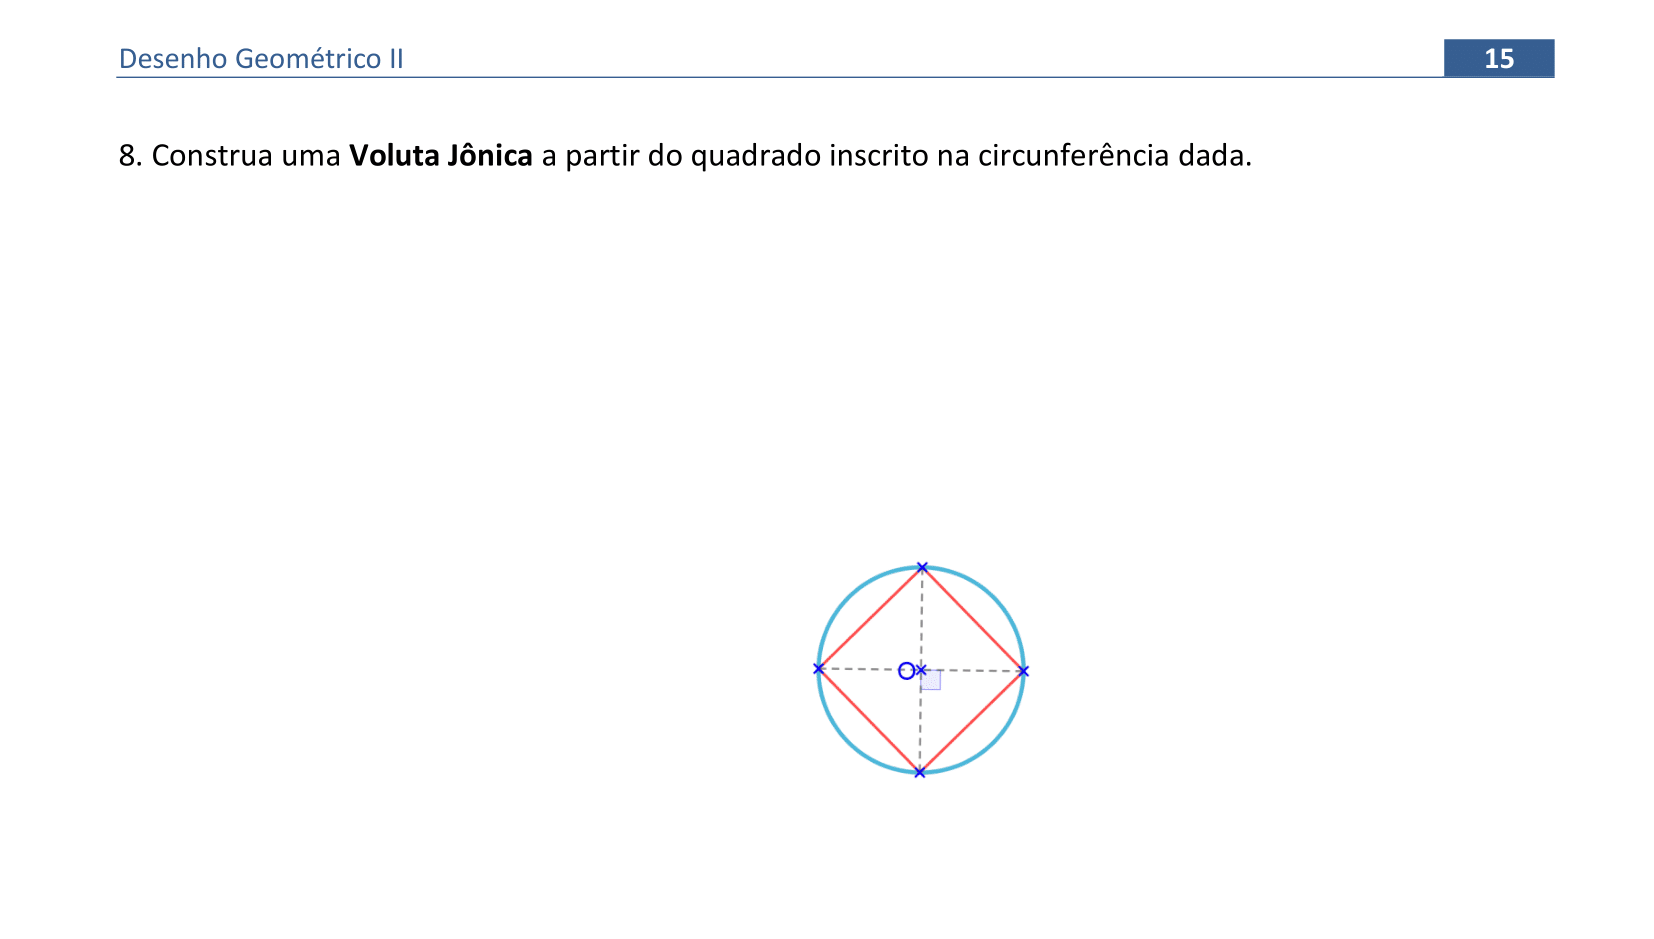 Desenho Geométrico II
15
8. Construa uma Voluta Jônica a partir do quadrado inscrito na circunferência dada.
O